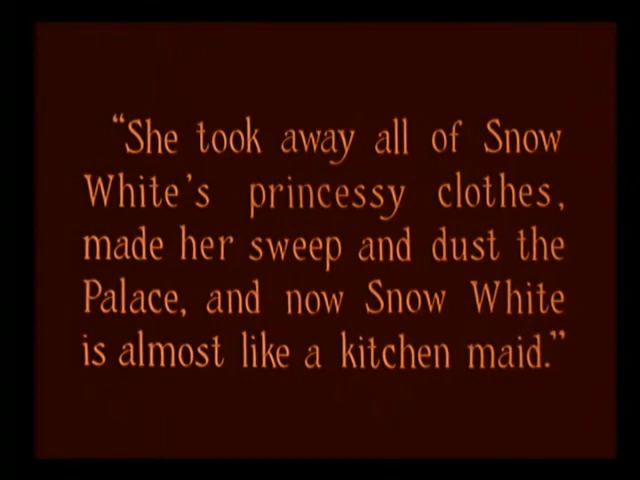 “She took away all of Snow
White’s princessy clothes,
made her sweep and dust the
Palace, and now Snow White
is almost like a kitchen maid.”